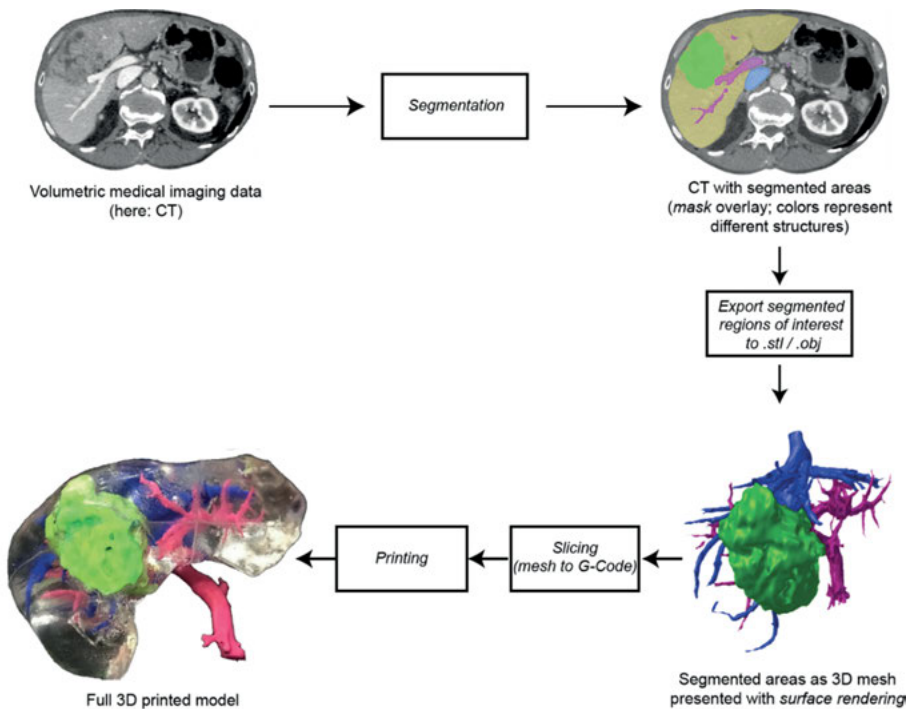 Segmentation
Volumetric medical imaging data
(here: CT)
CT with segmented areas
(mask overlay; colors represent
different structures)
Export segmented
regions of interest
to .stl / .obj
Printing
Slicing
(mesh to G-Code)
Full 3D printed model
Segmented areas as 3D mesh
presented with surface rendering